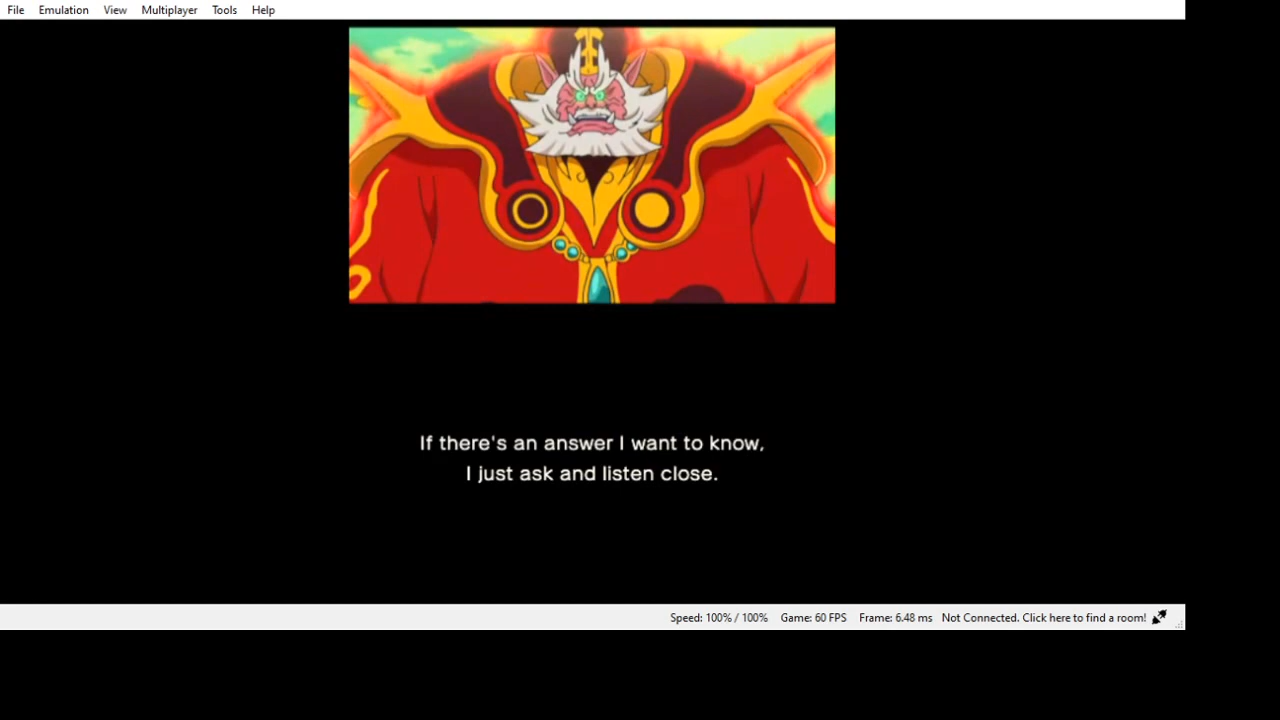 File Emulation View Multiplayer Tools Help
If there's an answer I want to know,
I just ask and listen close.
Speed: 100% / 100% Game: 60 FPS Frame: 6.48 ms Not Connected. Click here to find a room!